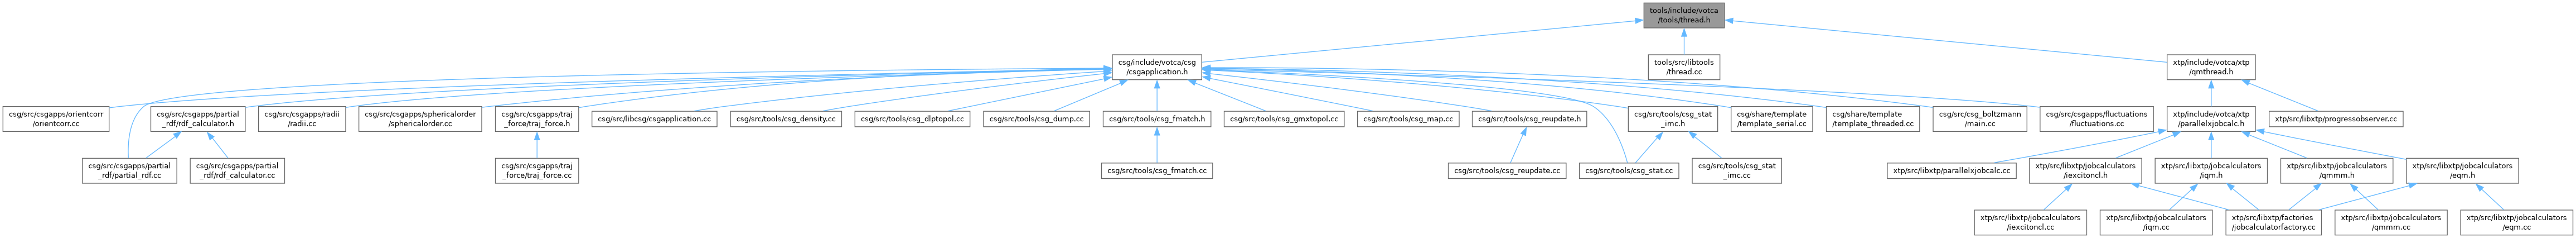 tools/include/votca
/tools/thread.h
csg/include/votca/csg
/csgapplication.h
tools/src/libtools
/thread.cc
xtp/include/votca/xtp
/qmthread.h
csg/src/csgapps/orientcorr
/orientcorr.cc
csg/src/csgapps/partial
_rdf/rdf_calculator.h
csg/src/csgapps/radii
/radii.cc
csg/src/csgapps/sphericalorder
/sphericalorder.cc
csg/src/csgapps/traj
_force/traj_force.h
csg/src/libcsg/csgapplication.cc
csg/src/tools/csg_density.cc
csg/src/tools/csg_dlptopol.cc
csg/src/tools/csg_dump.cc
csg/src/tools/csg_fmatch.h
csg/src/tools/csg_gmxtopol.cc
csg/src/tools/csg_map.cc
csg/src/tools/csg_reupdate.h
csg/src/tools/csg_stat
_imc.h
csg/share/template
/template_serial.cc
csg/share/template
/template_threaded.cc
csg/src/csg_boltzmann
/main.cc
csg/src/csgapps/fluctuations
/fluctuations.cc
xtp/include/votca/xtp
/parallelxjobcalc.h
xtp/src/libxtp/progressobserver.cc
csg/src/csgapps/partial
_rdf/partial_rdf.cc
csg/src/csgapps/partial
_rdf/rdf_calculator.cc
csg/src/csgapps/traj
_force/traj_force.cc
csg/src/tools/csg_fmatch.cc
csg/src/tools/csg_reupdate.cc
csg/src/tools/csg_stat.cc
csg/src/tools/csg_stat
_imc.cc
xtp/src/libxtp/parallelxjobcalc.cc
xtp/src/libxtp/jobcalculators
/iexcitoncl.h
xtp/src/libxtp/jobcalculators
/iqm.h
xtp/src/libxtp/jobcalculators
/qmmm.h
xtp/src/libxtp/jobcalculators
/eqm.h
xtp/src/libxtp/jobcalculators
/iexcitoncl.cc
xtp/src/libxtp/jobcalculators
/iqm.cc
xtp/src/libxtp/factories
/jobcalculatorfactory.cc
xtp/src/libxtp/jobcalculators
/qmmm.cc
xtp/src/libxtp/jobcalculators
/eqm.cc